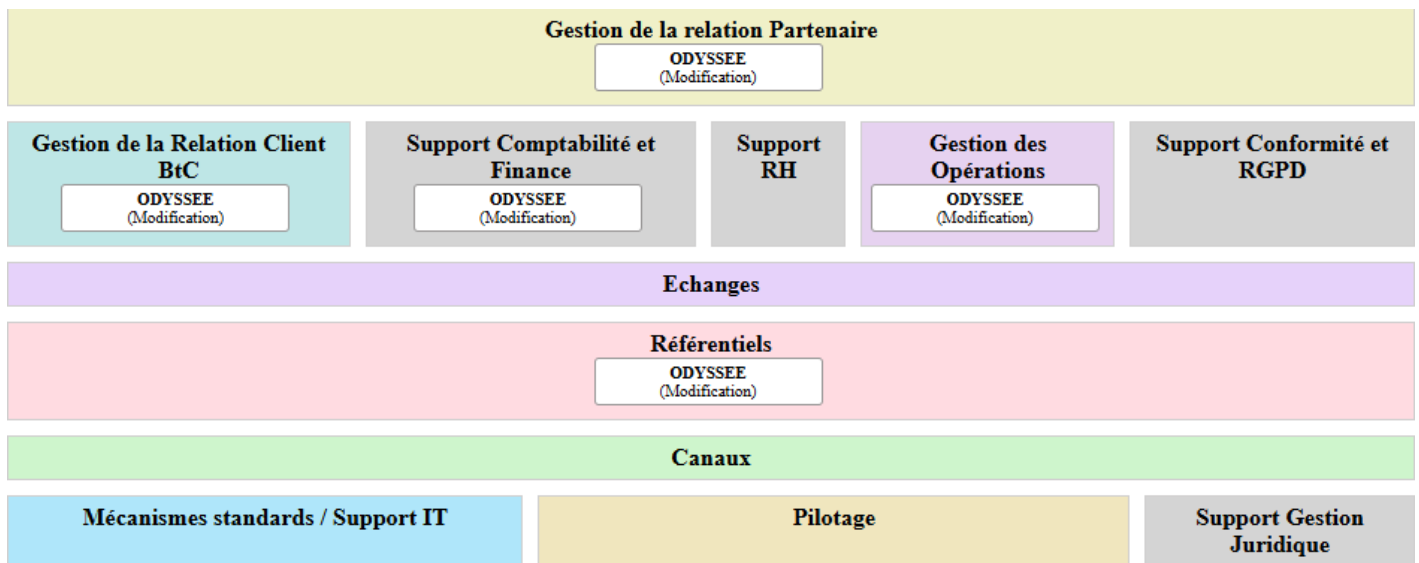 Gestion de la relation Partenaire
ODYSSEE
(Modification)
Gestion de la Relation Client
BtC
ODYSSEE
(Modification)
Support Comptabilité et
Finance
ODYSSEE
(Modification)
Support
RH
Gestion des
Opérations
ODYSSEE
(Modification)
Support Conformité et
RGPD
Echanges
Référentiels
ODYSSEE
(Modification)
Canaux
Mécanismes standards / Support IT
Pilotage
Support Gestion
Juridique